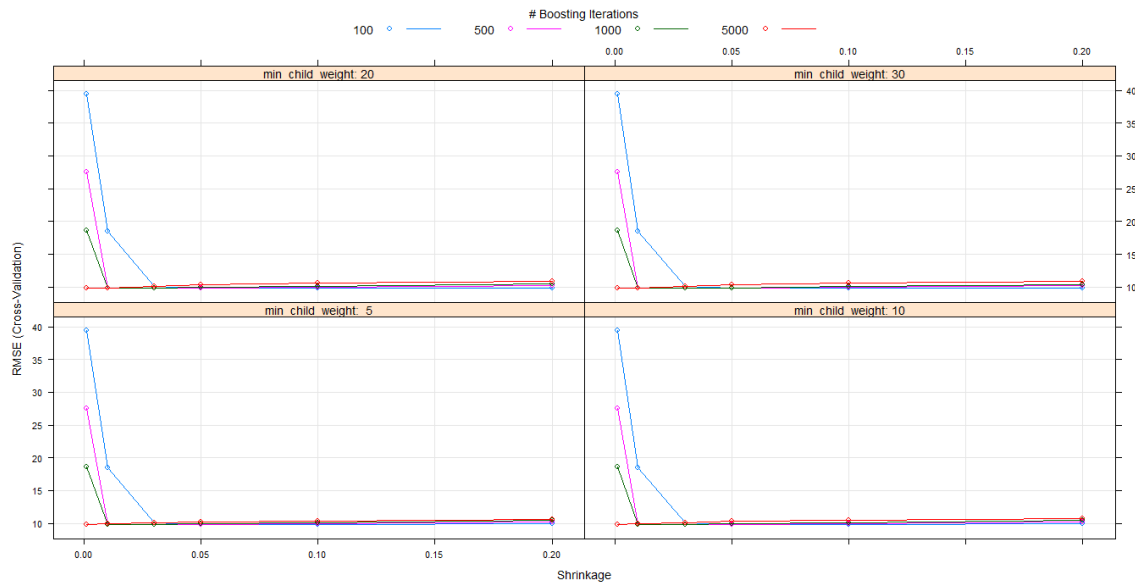 # Boosting Iterations
100 500 1000 5000
0.00 0.05 0.10 0.15 0.20
min_child_weight: 20 min_child_weight: 30
40
35
30
25
20
15
10
min_child_weight: 5 min_child_weight: 10
RMSE (Cross-Validation)
40
35
30
25
20
15
10
0.00 0.05 0.10 0.15 0.20
Shrinkage